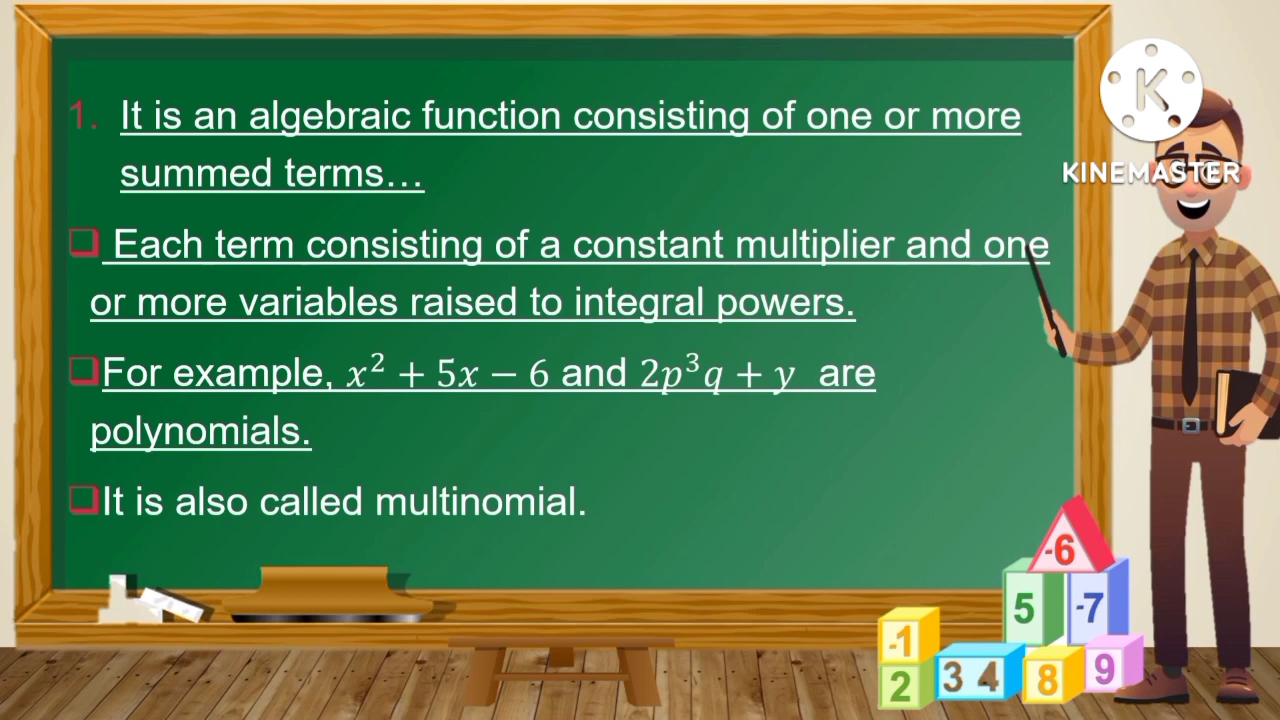 1. It is an algebraic function consisting of one or more
summed terms…
❑ Each term consisting of a constant multiplier and one
or more variables raised to integral powers.
❑For example, 𝑥² + 5𝑥 − 6 and 2𝑝³𝑞 + 𝑦 are
polynomials.
❑It is also called multinomial.
K
KINEMASTER
-6
5 -7
-1
2 3 4 8 9